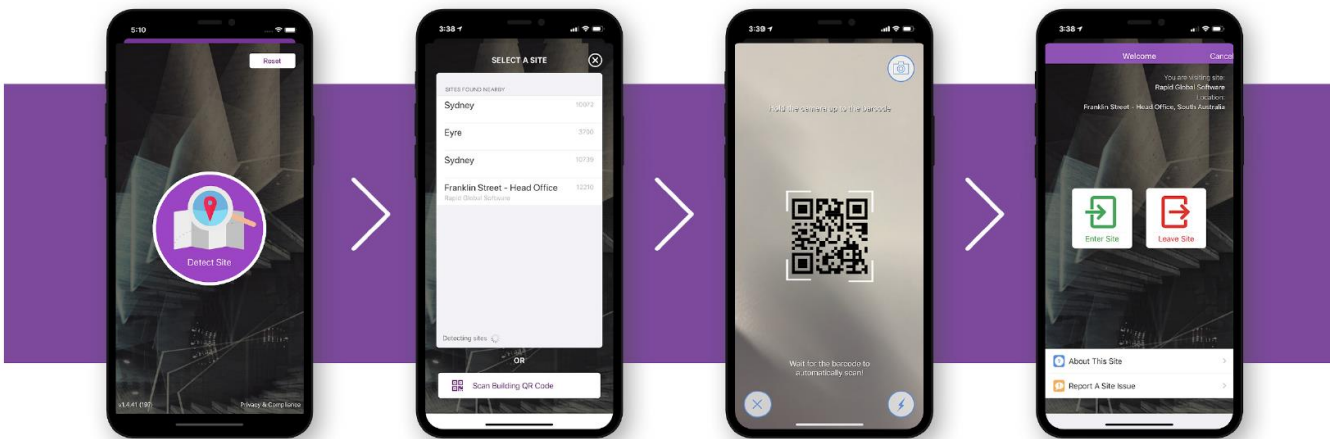 5:10
Reset
Detect Site
v1.4.41 (197)
Privacy & Compliance
3:38
SELECT A SITE
SITES FOUND NEARBY
Sydney
Eyre 3760
Sydney 10739
Franklin Street - Head Office 12216
Rapid Global Software
Detecting sites
OR
Scan Building QR Code
3:39
Hold the camera up to the barcode
Wait for the barcode to
automatically scan!
3:38
Welcome
Cancel
You are visiting site:
Rapid Global Software
Location:
Franklin Street - Head Office, South Australia
Enter Site
Leave Site
About This Site
Report A Site Issue